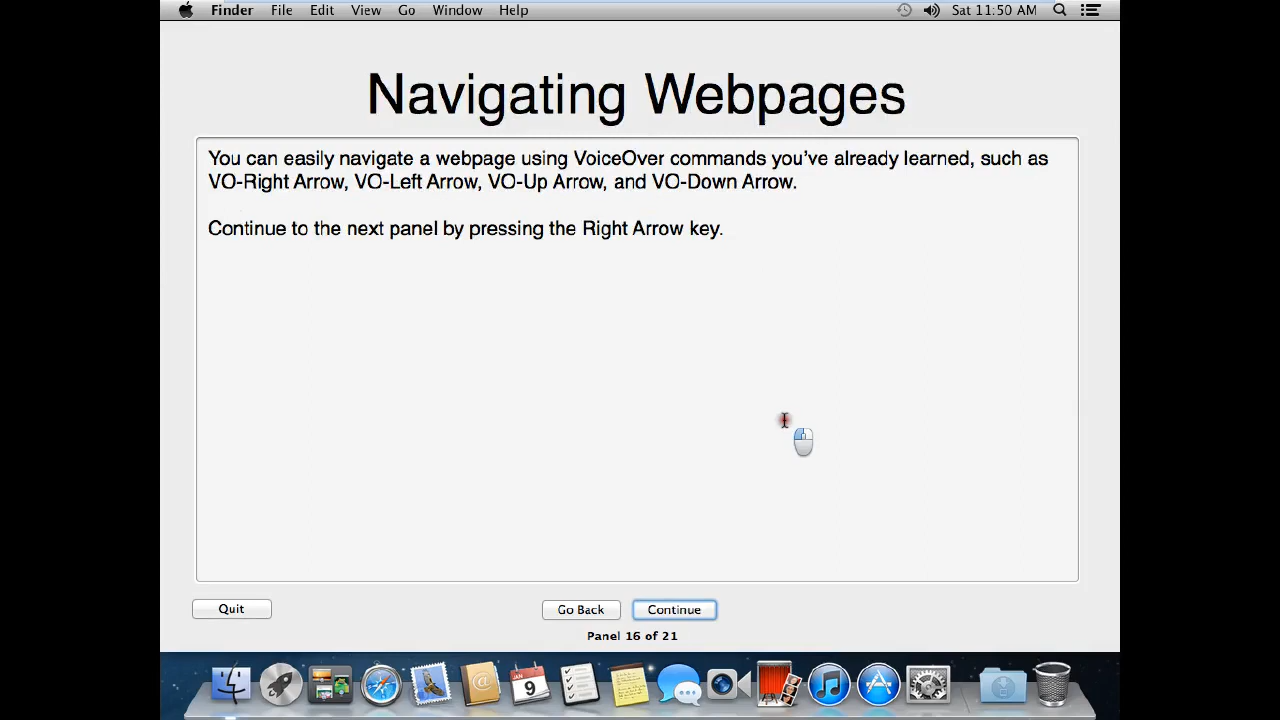 Finder File Edit View Go Window Help Sat 11:50 AM
Navigating Webpages
You can easily navigate a webpage using VoiceOver commands you've already learned, such as
VO-Right Arrow, VO-Left Arrow, VO-Up Arrow, and VO-Down Arrow.
Continue to the next panel by pressing the Right Arrow key.
Quit Go Back Continue
Panel 16 of 21
JAN
9